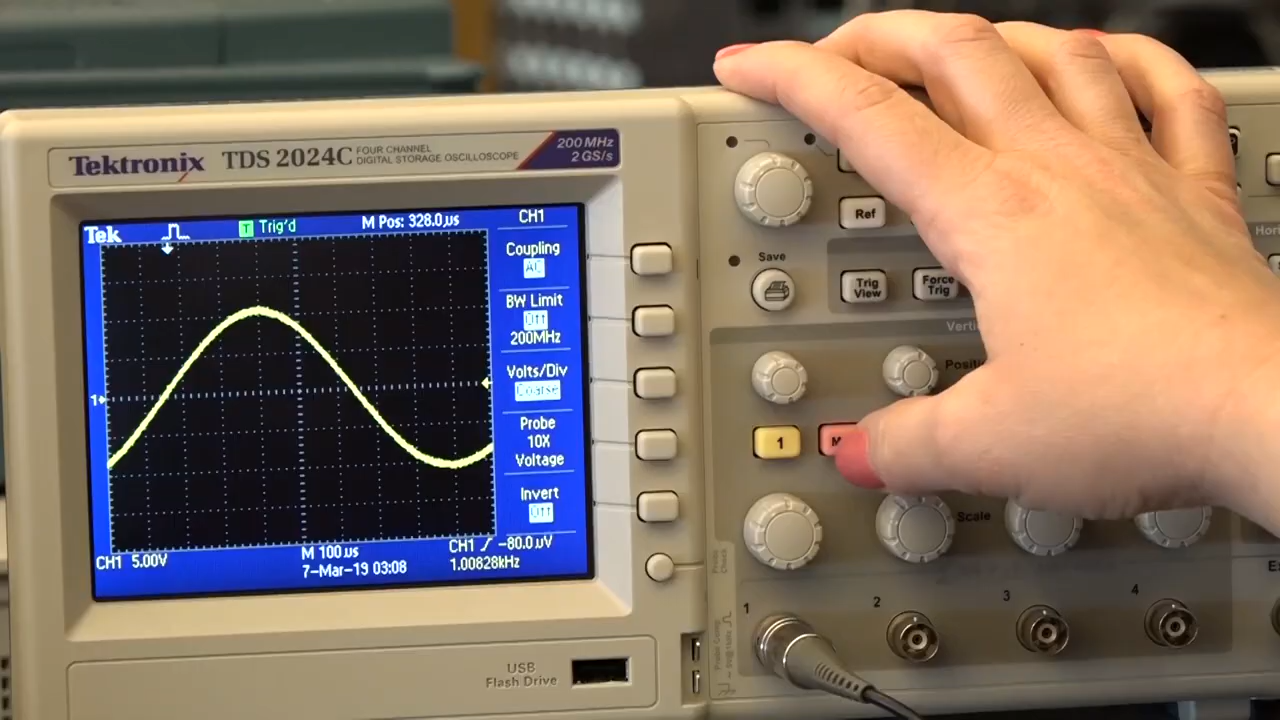 Tektronix TDS 2024C FOUR CHANNEL DIGITAL STORAGE OSCILLOSCOPE
200 MHz
2 GS/s
Tek T Trig'd M Pos: 328.0µs CH1
Coupling
AC
BW Limit
Off
200MHz
Volts/Div
Coarse
Probe
10X
Voltage
Invert
Off
1
CH1 5.00V M 100µs CH1 -80.0µV
7-Mar-19 03:08 1.00828kHz
USB
Flash Drive
Ref
Save
Trig
View
Force
Trig
1
M
Scale
1
2
3
4